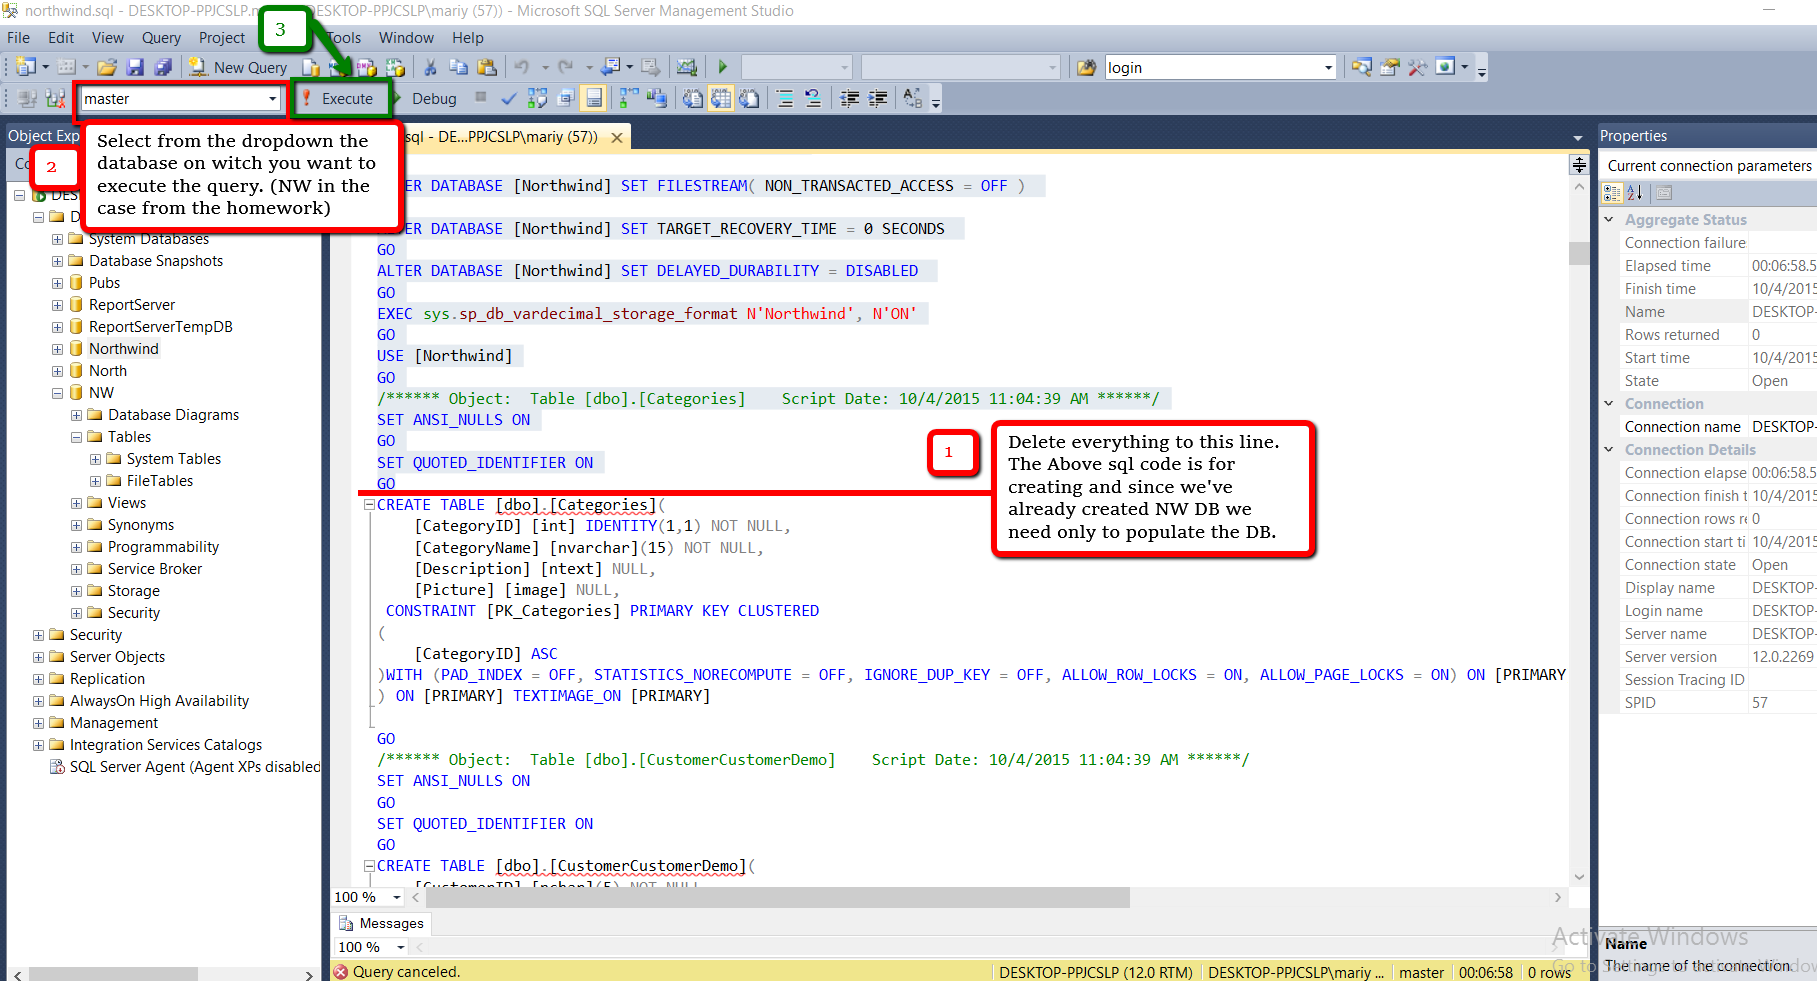 northwind.sql - DESKTOP-PPJCSLP.n
DESKTOP-PPJCSLP\mariy (57)) - Microsoft SQL Server Management Studio
File Edit View Query Project Tools Window Help
3
New Query
login
master
Execute
Debug
Object Exp
sql - DE...PPJCSLP\mariy (57))
Properties
Select from the dropdown the
database on witch you want to
execute the query. (NW in the
case from the homework)
2
System Databases
Database Snapshots
Pubs
ReportServer
ReportServerTempDB
Northwind
North
NW
Database Diagrams
Tables
System Tables
FileTables
Views
Synonyms
Programmability
Service Broker
Storage
Security
Security
Server Objects
Replication
AlwaysOn High Availability
Management
Integration Services Catalogs
SQL Server Agent (Agent XPs disabled
ER DATABASE [Northwind] SET FILESTREAM( NON_TRANSACTED_ACCESS = OFF )
ER DATABASE [Northwind] SET TARGET_RECOVERY_TIME = 0 SECONDS
GO
ALTER DATABASE [Northwind] SET DELAYED_DURABILITY = DISABLED
GO
EXEC sys.sp_db_vardecimal_storage_format N'Northwind', N'ON'
GO
USE [Northwind]
GO
/****** Object:  Table [dbo].[Categories]    Script Date: 10/4/2015 11:04:39 AM ******/
SET ANSI_NULLS ON
GO
SET QUOTED_IDENTIFIER ON
GO
1
Delete everything to this line.
The Above sql code is for
creating and since we've
already created NW DB we
need only to populate the DB.
CREATE TABLE [dbo].[Categories](
[CategoryID] [int] IDENTITY(1,1) NOT NULL,
[CategoryName] [nvarchar](15) NOT NULL,
[Description] [ntext] NULL,
[Picture] [image] NULL,
CONSTRAINT [PK_Categories] PRIMARY KEY CLUSTERED
(
[CategoryID] ASC
)WITH (PAD_INDEX = OFF, STATISTICS_NORECOMPUTE = OFF, IGNORE_DUP_KEY = OFF, ALLOW_ROW_LOCKS = ON, ALLOW_PAGE_LOCKS = ON) ON [PRIMARY
) ON [PRIMARY] TEXTIMAGE_ON [PRIMARY]
GO
/****** Object:  Table [dbo].[CustomerCustomerDemo]    Script Date: 10/4/2015 11:04:39 AM ******/
SET ANSI_NULLS ON
GO
SET QUOTED_IDENTIFIER ON
GO
CREATE TABLE [dbo].[CustomerCustomerDemo](
[CustomerID] [nchar](5) NOT NULL
100 %
Messages
100 %
Query canceled.
DESKTOP-PPJCSLP (12.0 RTM)
DESKTOP-PPJCSLP\mariy ...
master
00:06:58
0 rows
Current connection parameters
Aggregate Status
Connection failure
Elapsed time 00:06:58.5
Finish time 10/4/2015
Name DESKTOP-
Rows returned 0
Start time 10/4/2015
State Open
Connection
Connection name DESKTOP-
Connection Details
Connection elapse 00:06:58.5
Connection finish t 10/4/2015
Connection rows re 0
Connection start ti 10/4/2015
Connection state Open
Display name DESKTOP-
Login name DESKTOP-
Server name DESKTOP-
Server version 12.0.2269
Session Tracing ID
SPID 57
Name
The name of the connection.
Activate Windows
Go to Settings to activate Windows